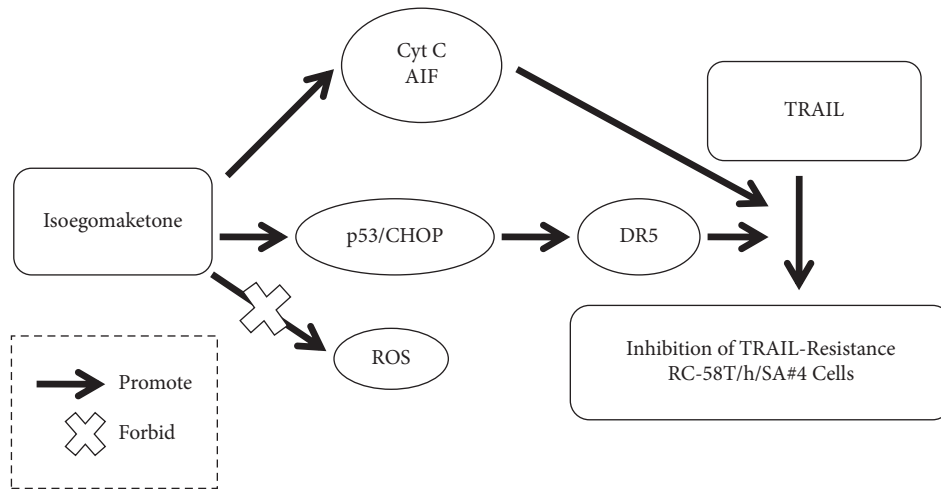 Cyt C
AIF
TRAIL
Isoegomaketone
p53/CHOP
DR5
ROS
Inhibition of TRAIL-Resistance
RC-58T/h/SA#4 Cells
Promote
Forbid